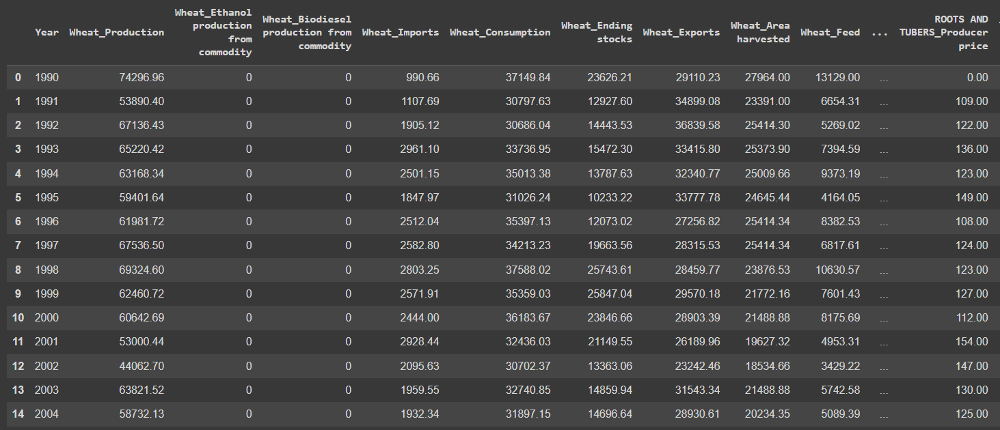 Year Wheat_Production Wheat_Ethanol production from commodity Wheat_Biodiesel production from commodity Wheat_Imports Wheat_Consumption Wheat_Ending stocks Wheat_Exports Wheat_Area harvested Wheat_Feed ... ROOTS AND TUBERS_Producer price
0 1990 74296.96 0 0 990.66 37149.84 23626.21 29110.23 27964.00 13129.00 ... 0.00
1 1991 53890.40 0 0 1107.69 30797.63 12927.60 34899.08 23391.00 6654.31 ... 109.00
2 1992 67136.43 0 0 1905.12 30686.04 14443.53 36839.58 25414.30 5269.02 ... 122.00
3 1993 65220.42 0 0 2961.10 33736.95 15472.30 33415.80 25373.90 7394.59 ... 136.00
4 1994 63168.34 0 0 2501.15 35013.38 13787.63 32340.77 25009.66 9373.19 ... 123.00
5 1995 59401.64 0 0 1847.97 31026.24 10233.22 33777.78 24645.44 4164.05 ... 149.00
6 1996 61981.72 0 0 2512.04 35397.13 12073.02 27256.82 25414.34 8382.53 ... 108.00
7 1997 67536.50 0 0 2582.80 34213.23 19663.56 28315.53 25414.34 6817.61 ... 124.00
8 1998 69324.60 0 0 2803.25 37588.02 25743.61 28459.77 23876.53 10630.57 ... 123.00
9 1999 62460.72 0 0 2571.91 35359.03 25847.04 29570.18 21772.16 7601.43 ... 127.00
10 2000 60642.69 0 0 2444.00 36183.67 23846.66 28903.39 21488.88 8175.69 ... 112.00
11 2001 53000.44 0 0 2928.44 32436.03 21149.55 26189.96 19627.32 4953.31 ... 154.00
12 2002 44062.70 0 0 2095.63 30702.37 13363.06 23242.46 18534.66 3429.22 ... 147.00
13 2003 63821.52 0 0 1959.55 32740.85 14859.94 31543.34 21488.88 5742.58 ... 130.00
14 2004 58732.13 0 0 1932.34 31897.15 14696.64 28930.61 20234.35 5089.39 ... 125.00